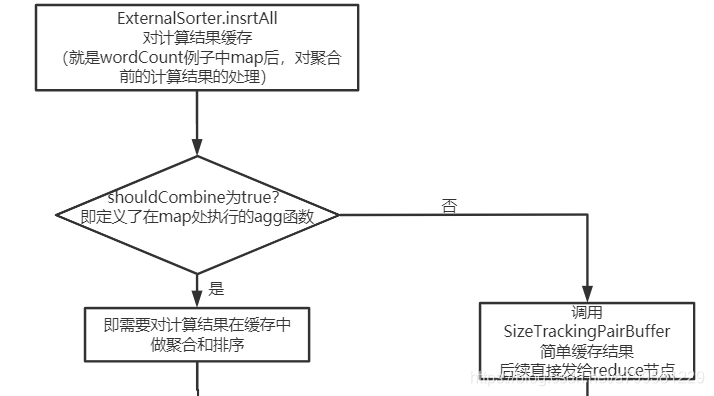 ExternalSorter.insrtAll
对计算结果缓存
（就是wordCount例子中map后，对聚合
前的计算结果的处理）
shouldCombine为true?
即定义了在map处执行的agg函数
否
是
即需要对计算结果在缓存中
做聚合和排序
调用
SizeTrackingPairBuffer
简单缓存结果
后续直接发给reduce节点